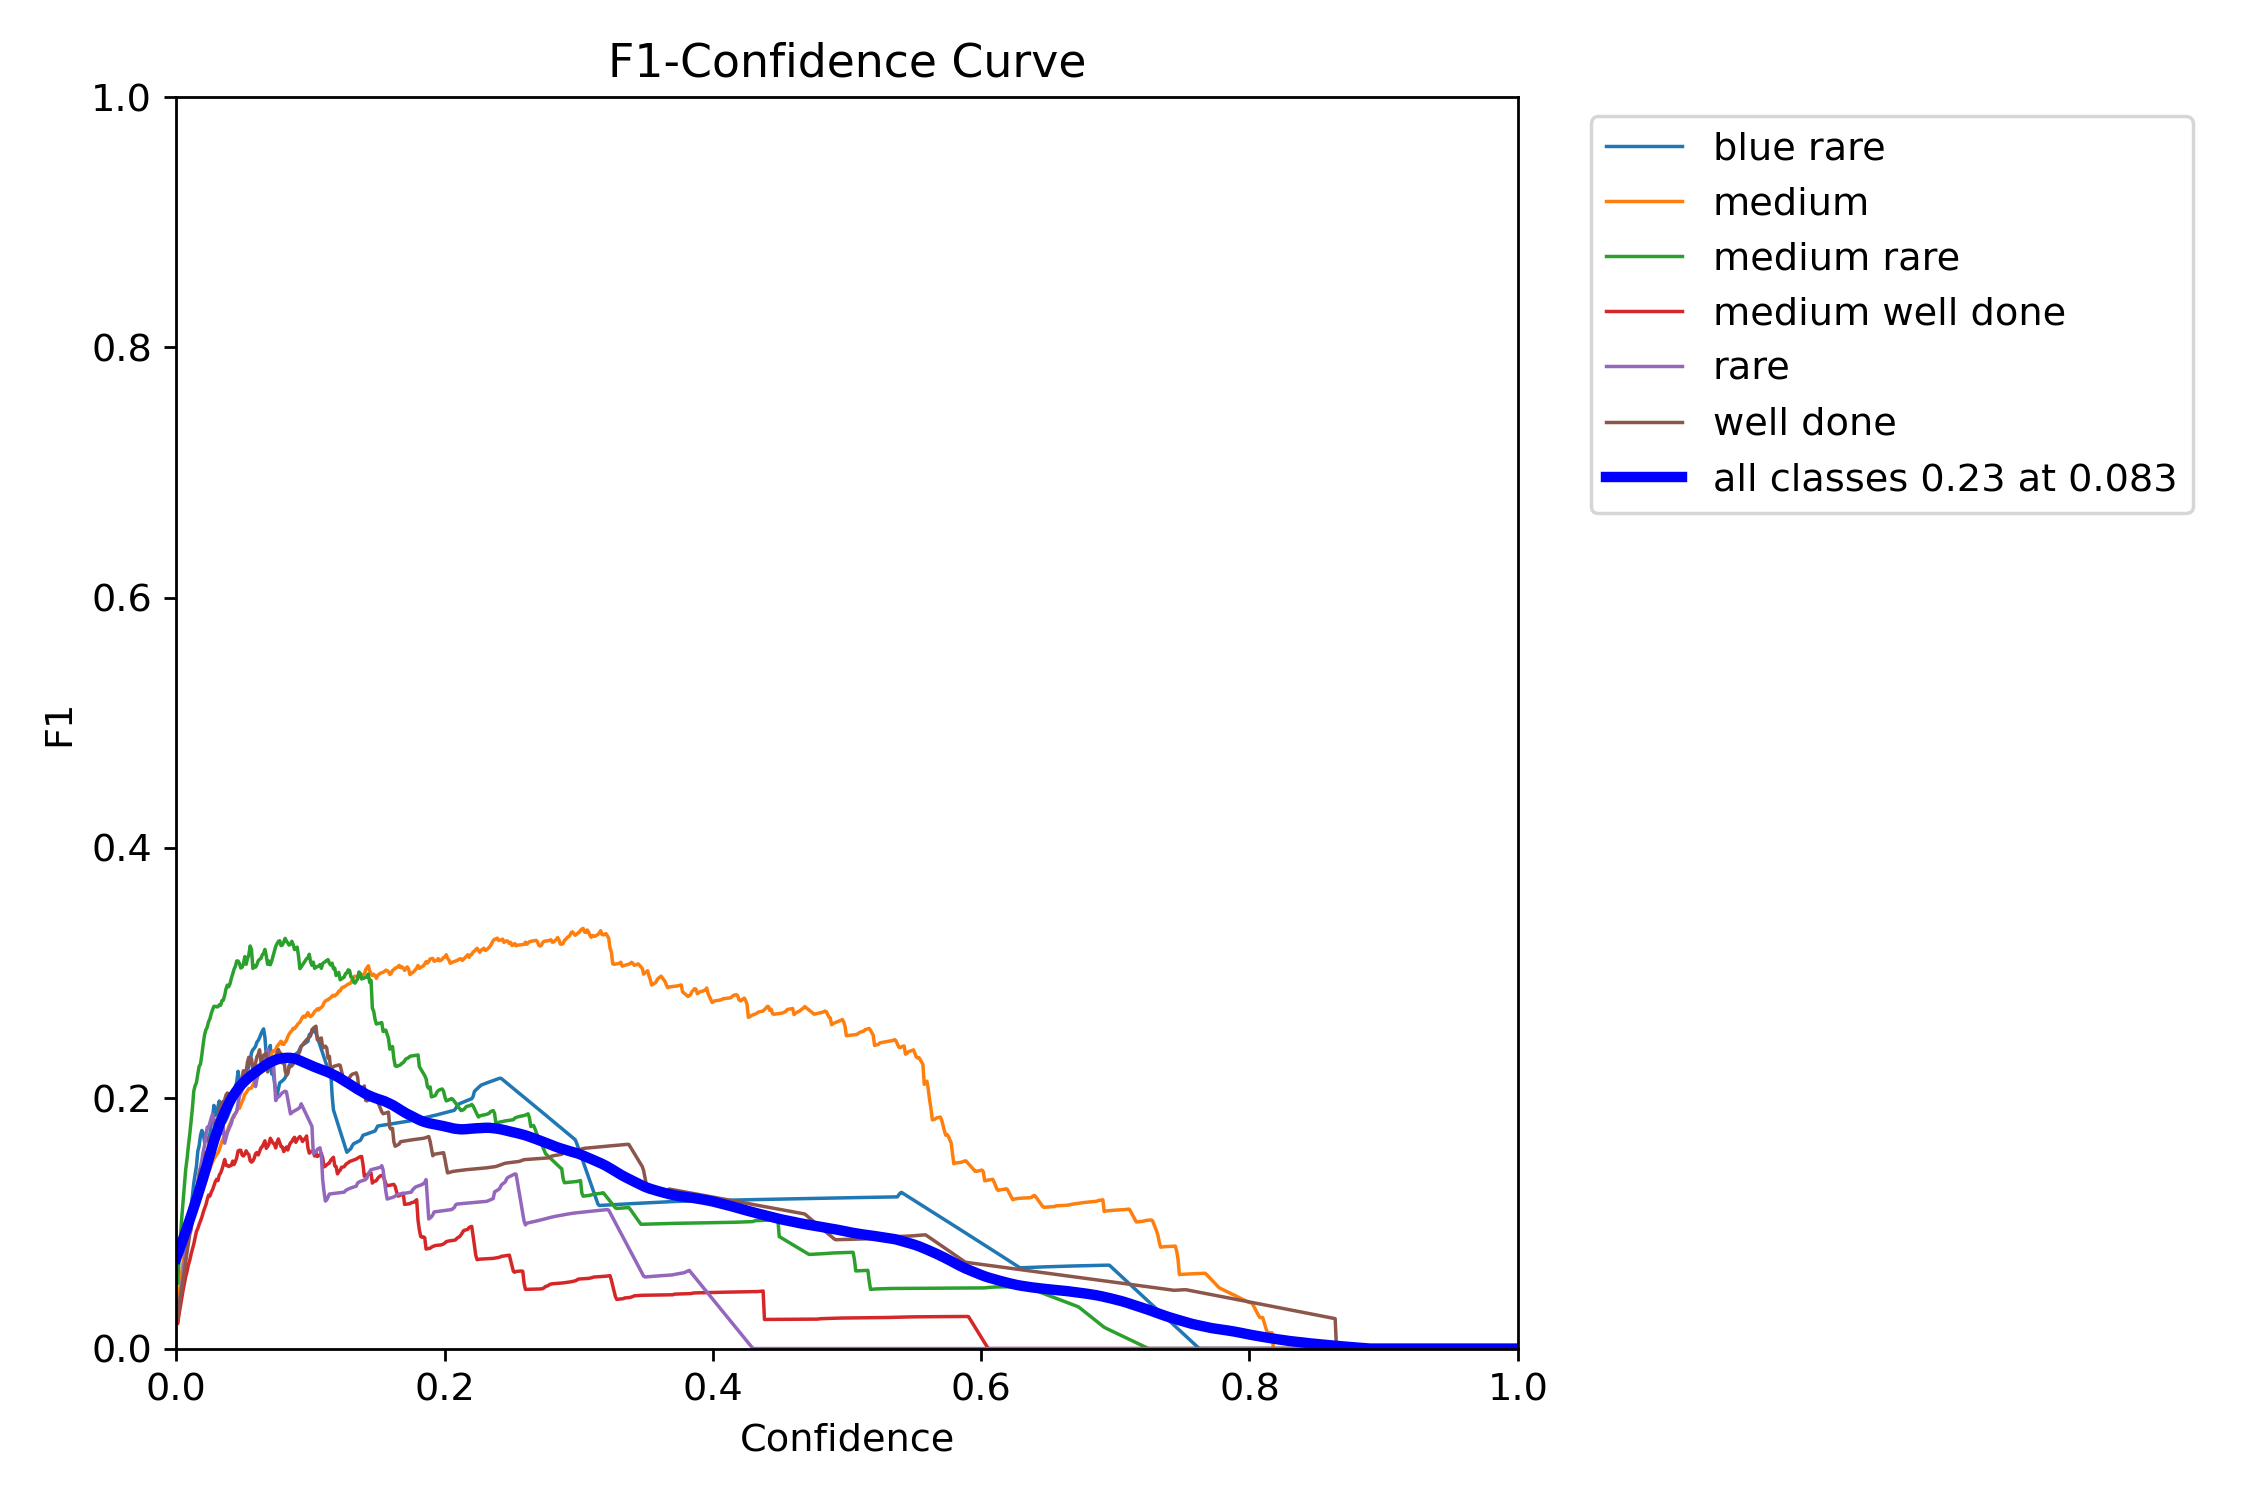 F1-Confidence Curve
1.0
0.8
0.6
0.4
0.2
0.0
F1
0.0 0.2 0.4 0.6 0.8 1.0
Confidence
blue rare
medium
medium rare
medium well done
rare
well done
all classes 0.23 at 0.083